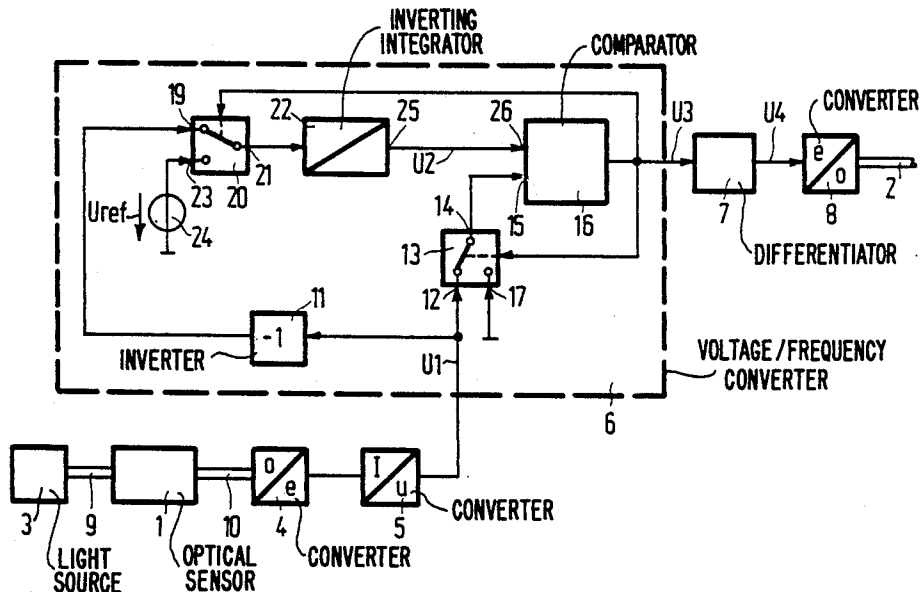 INVERTING
INTEGRATOR
COMPARATOR
CONVERTER
19
22
25
26
U3
U4
e
o
2
21
23
20
U2
15
16
7
8
Uref
24
14
13
DIFFERENTIATOR
12
17
11
-1
INVERTER
U1
VOLTAGE/FREQUENCY
CONVERTER
6
o
e
I
u
CONVERTER
3
9
1
10
4
5
CONVERTER
LIGHT
SOURCE
OPTICAL
SENSOR